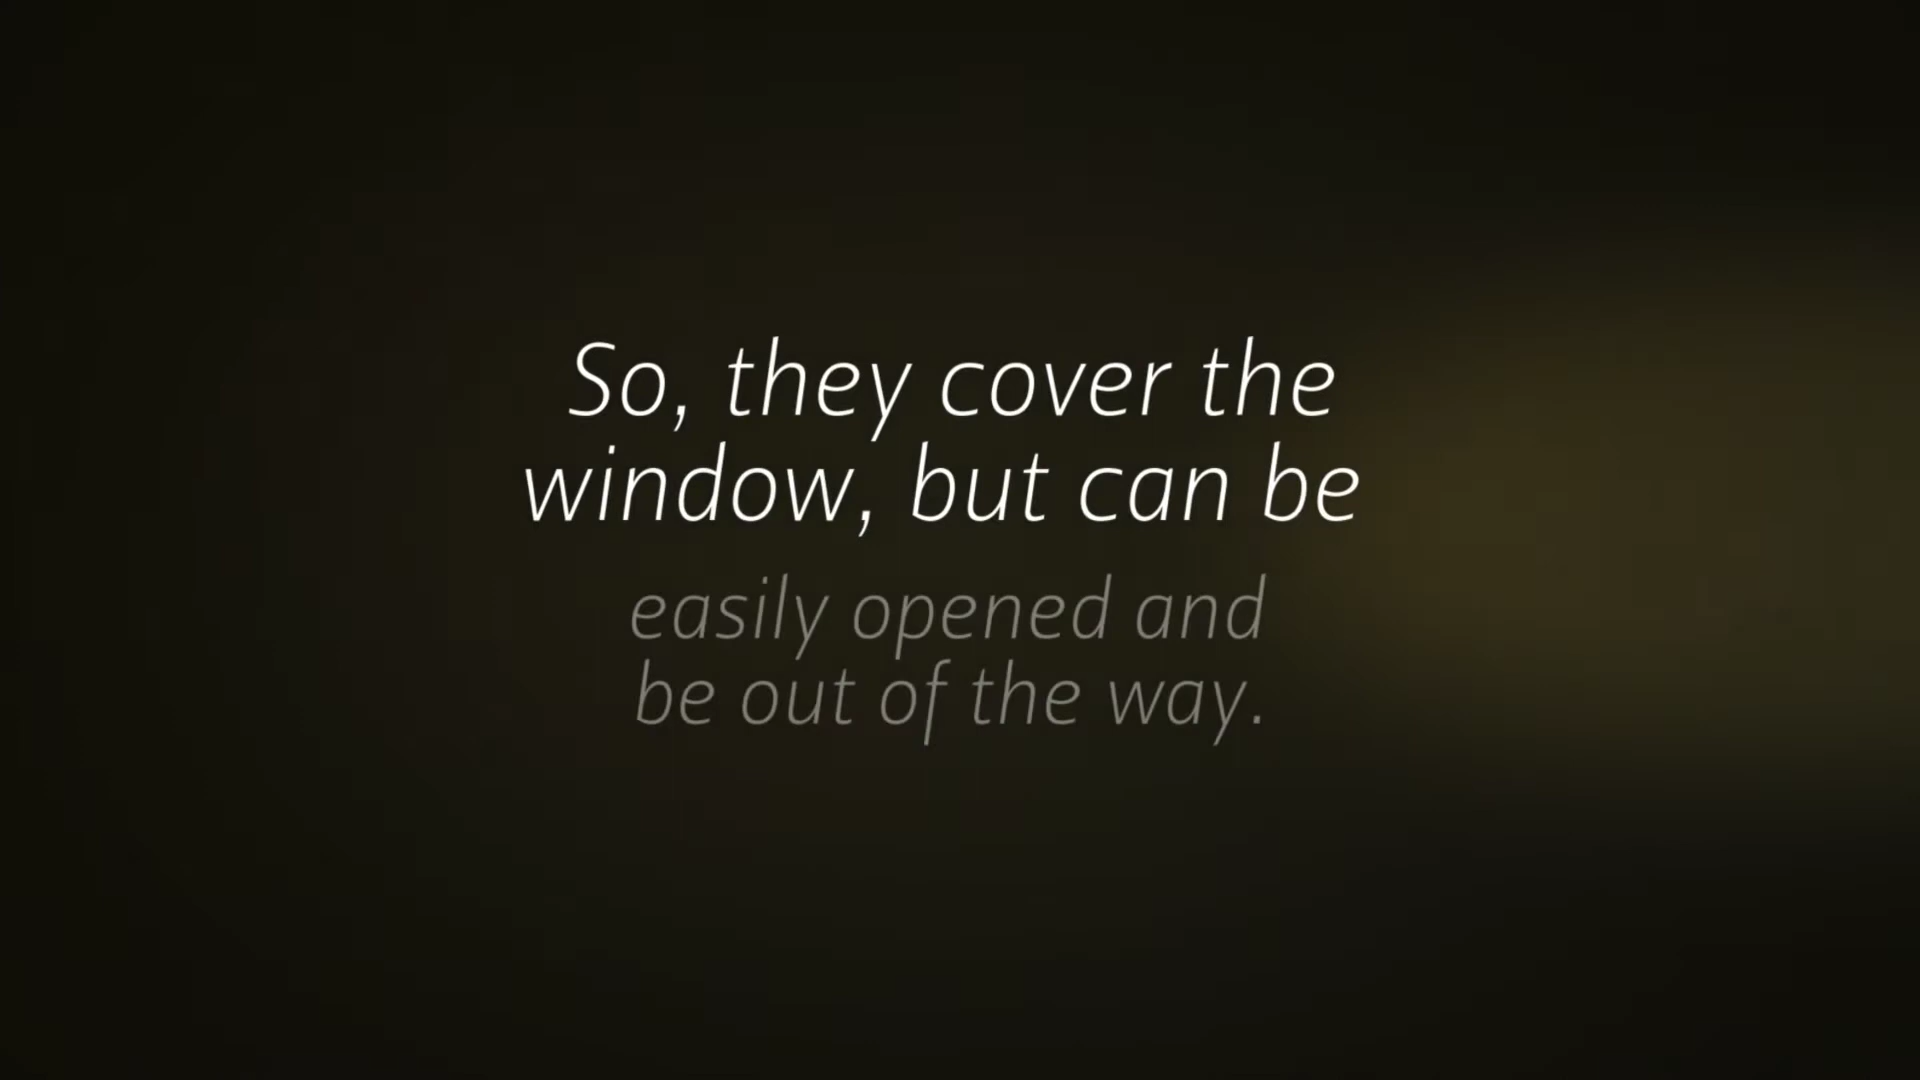 So, they cover the
window, but can be
easily opened and
be out of the way.